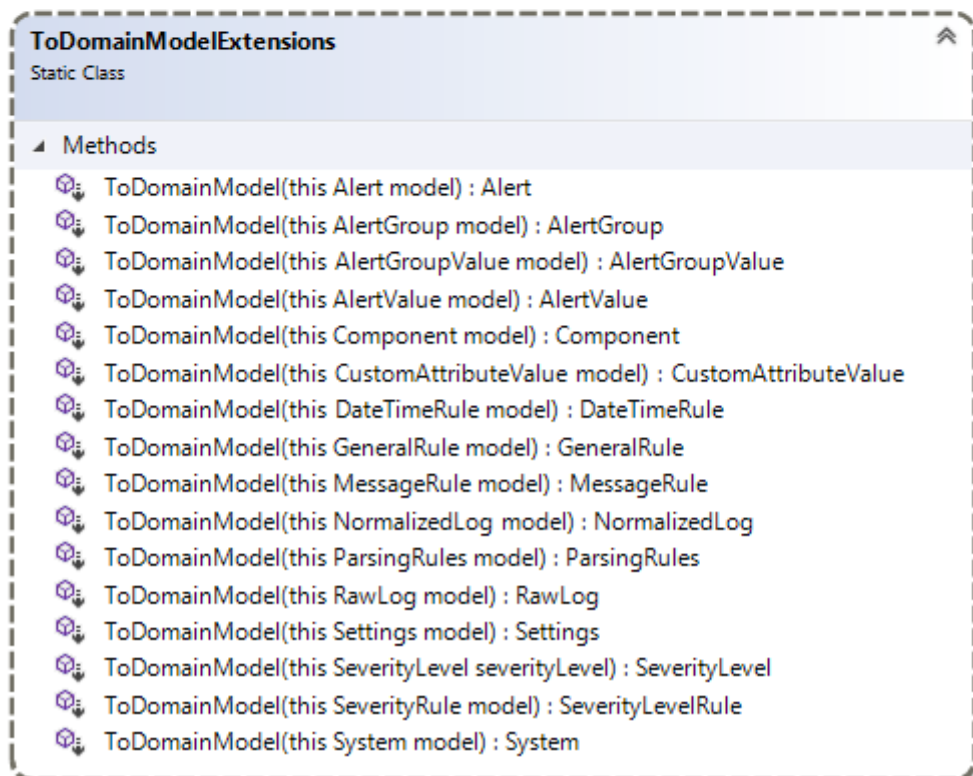 ToDomainModelExtensions
Static Class
Methods
ToDomainModel(this Alert model) : Alert
ToDomainModel(this AlertGroup model) : AlertGroup
ToDomainModel(this AlertGroupValue model) : AlertGroupValue
ToDomainModel(this AlertValue model) : AlertValue
ToDomainModel(this Component model) : Component
ToDomainModel(this CustomAttributeValue model) : CustomAttributeValue
ToDomainModel(this DateTimeRule model) : DateTimeRule
ToDomainModel(this GeneralRule model) : GeneralRule
ToDomainModel(this MessageRule model) : MessageRule
ToDomainModel(this NormalizedLog model) : NormalizedLog
ToDomainModel(this ParsingRules model) : ParsingRules
ToDomainModel(this RawLog model) : RawLog
ToDomainModel(this Settings model) : Settings
ToDomainModel(this SeverityLevel severityLevel) : SeverityLevel
ToDomainModel(this SeverityRule model) : SeverityLevelRule
ToDomainModel(this System model) : System